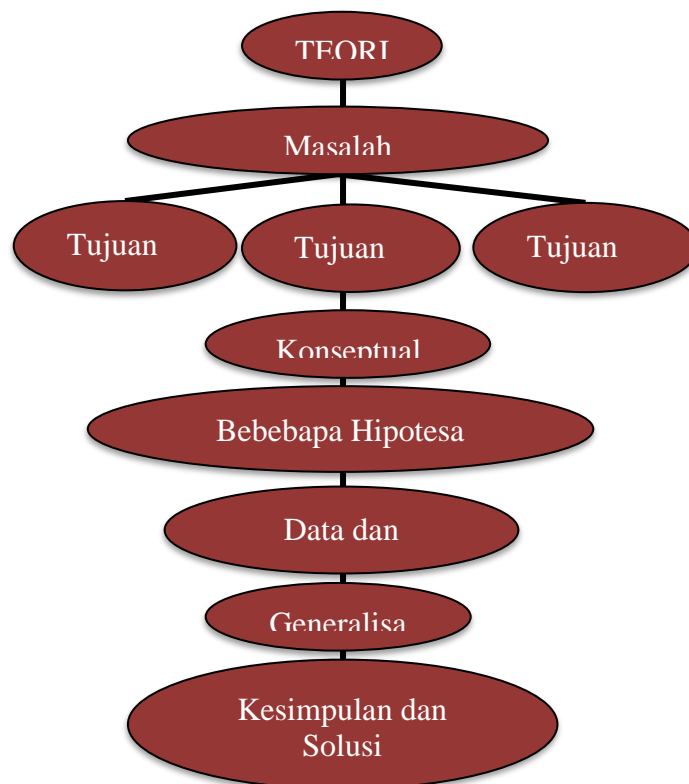 TEORI
Masalah
Tujuan
Tujuan
Tujuan
Konseptual
Bebebapa Hipotesa
Data dan
Generalisa
Kesimpulan dan
Solusi